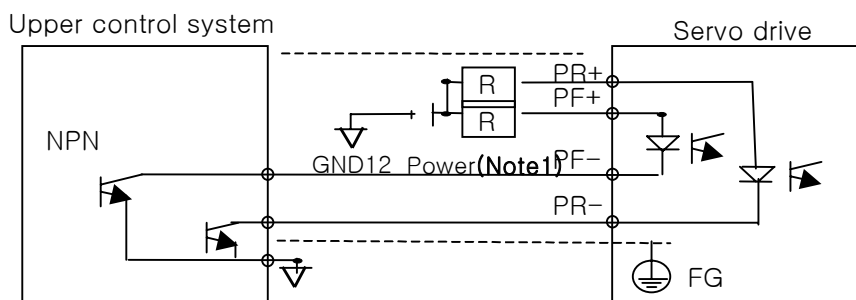 Upper control system
Servo drive
R
PR+
PF+
R
NPN
GND12 Power(Note1)
PF-
PR-
FG